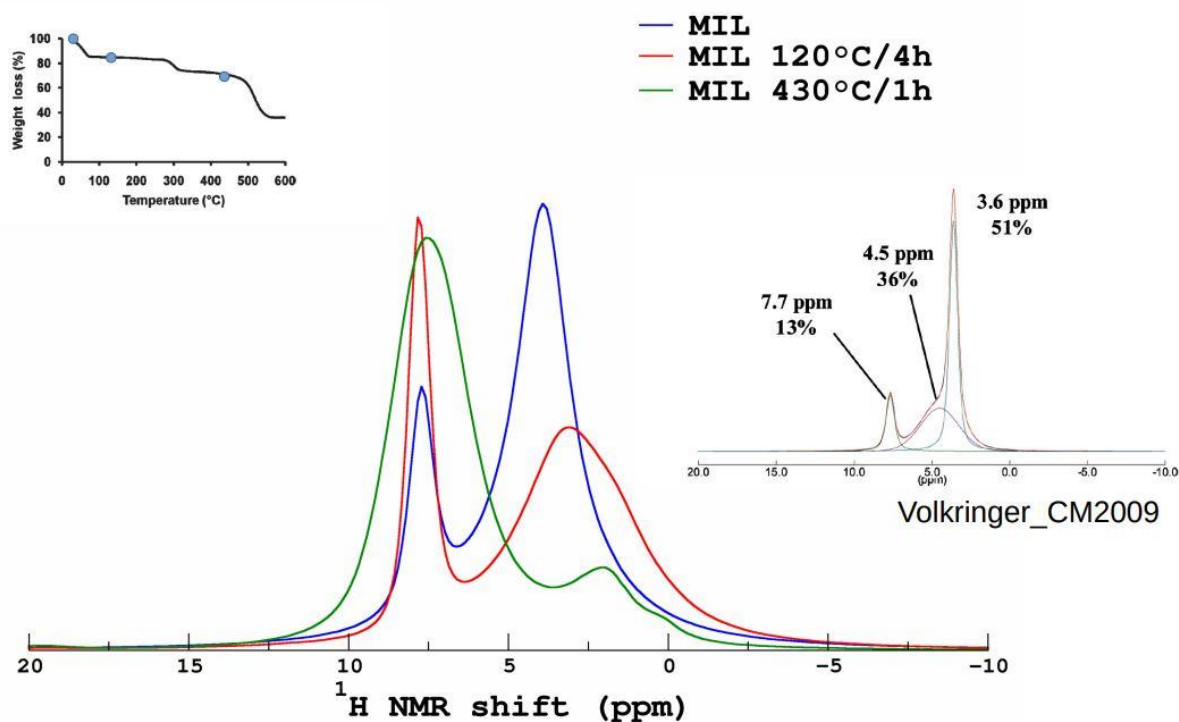 MIL
MIL 120°C/4h
MIL 430°C/1h
100
80
60
40
20
0
Weight loss (%)
0 100 200 300 400 500 600
Temperature (°C)
3.6 ppm
51%
4.5 ppm
36%
7.7 ppm
13%
20.0 15.0 10.0 5.0 0.0 -5.0 -10.0
(ppm)
Volkringer_CM2009
20 15 10 5 0 -5 -10
1H NMR shift (ppm)